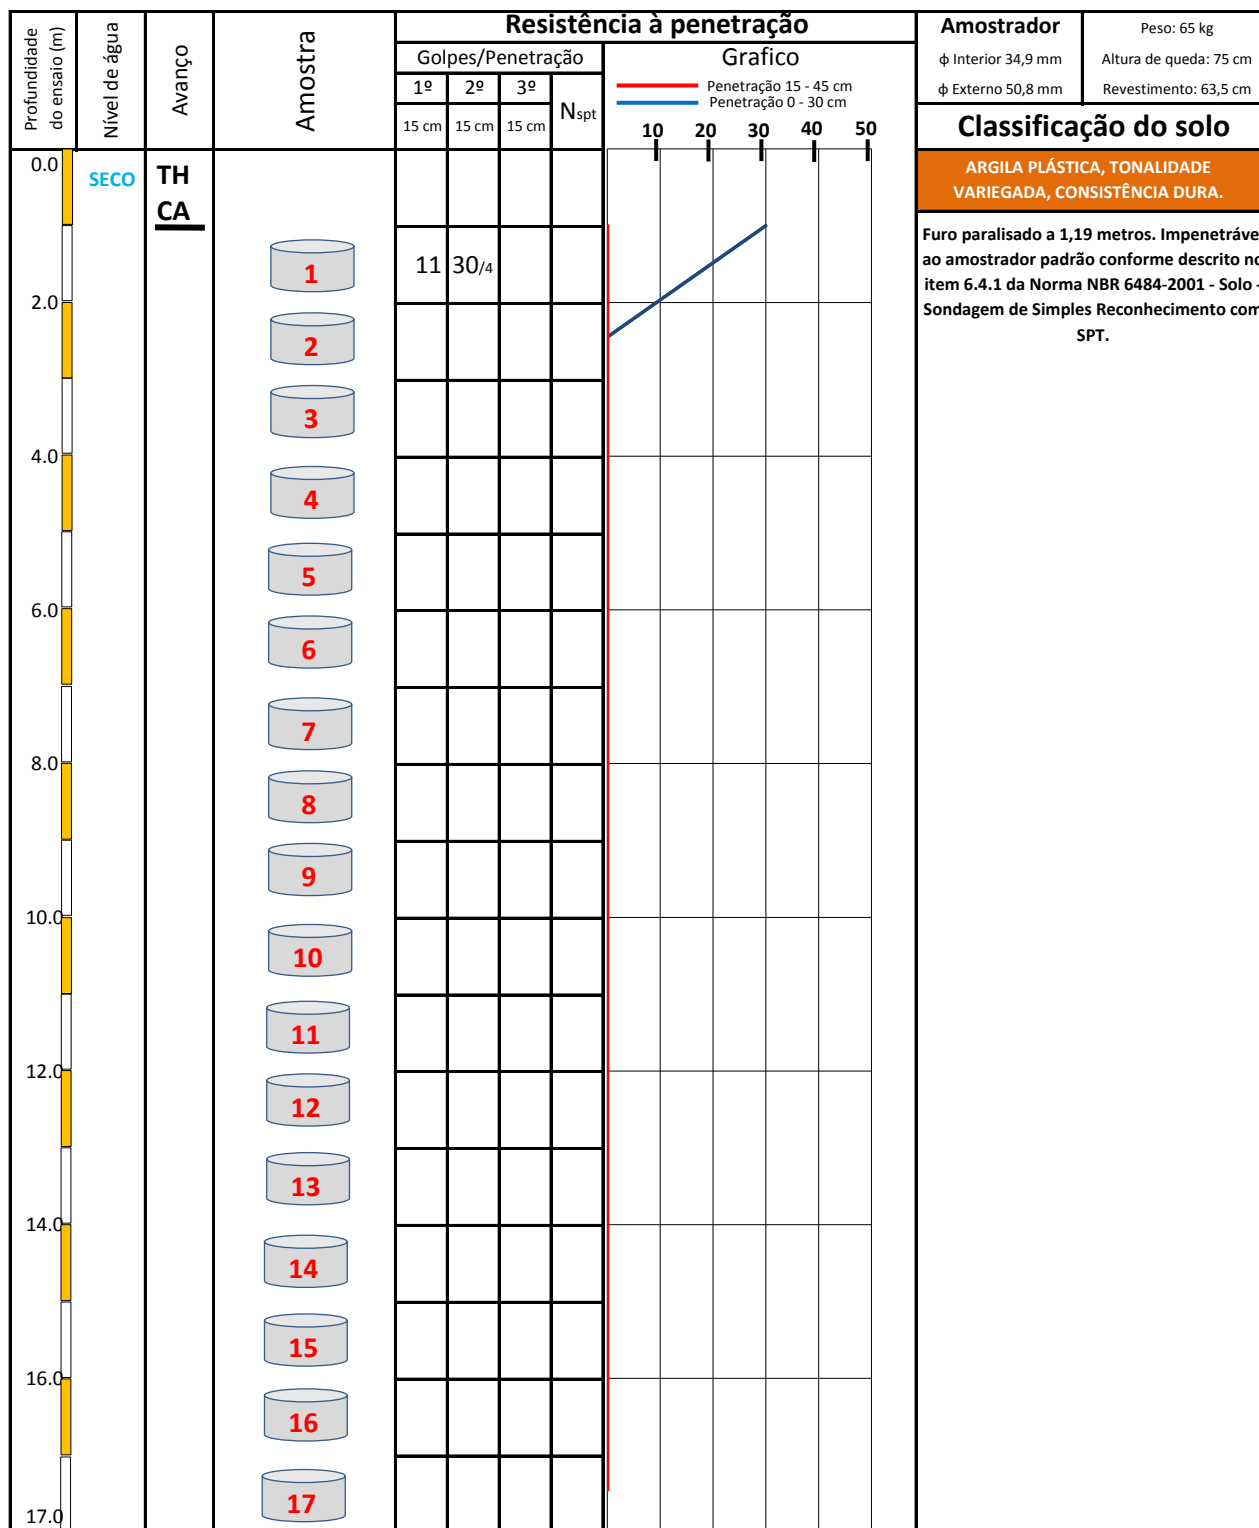 Profundidade
do ensaio (m)
Nível de água
Avanço
Amostra
Resistência à penetração
Golpes/Penetração
1º 2º 3º
Nspt
15 cm 15 cm 15 cm
Grafico
Penetração 15 - 45 cm
Penetração 0 - 30 cm
10 20 30 40 50
Amostrador
ɸ Interior 34,9 mm
ɸ Externo 50,8 mm
Peso: 65 kg
Altura de queda: 75 cm
Revestimento: 63,5 cm
Classificação do solo
ARGILA PLÁSTICA, TONALIDADE
VARIEGADA, CONSISTÊNCIA DURA.
Furo paralisado a 1,19 metros. Impenetráve
ao amostrador padrão conforme descrito no
item 6.4.1 da Norma NBR 6484-2001 - Solo -
Sondagem de Simples Reconhecimento com
SPT.
0.0
SECO
TH
CA
1
11 30/4
2.0
2
3
4.0
4
5
6.0
6
7
8.0
8
9
10.0
10
11
12.0
12
13
14.0
14
15
16.0
16
17
17.0